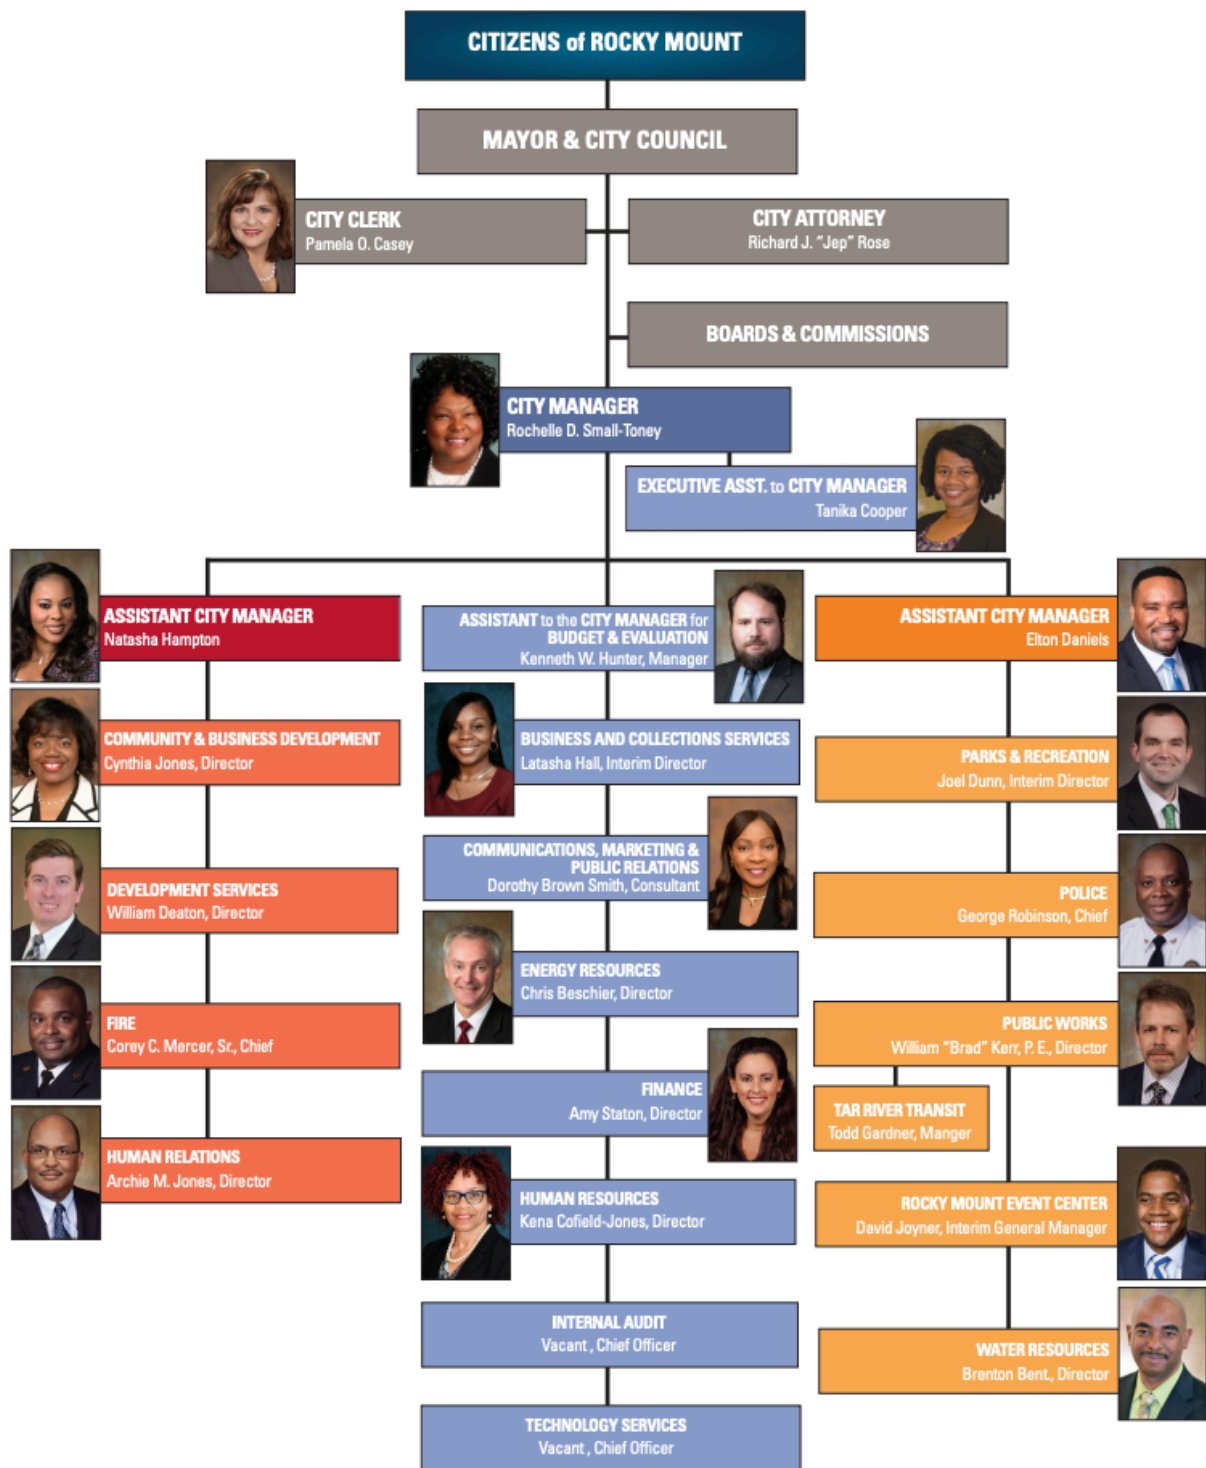 CITIZENS of ROCKY MOUNT
MAYOR & CITY COUNCIL
CITY CLERK
Pamela O. Casey
CITY ATTORNEY
Richard J. "Jep" Rose
BOARDS & COMMISSIONS
CITY MANAGER
Rochelle D. Small-Toney
EXECUTIVE ASST. to CITY MANAGER
Tanika Cooper
ASSISTANT CITY MANAGER
Natasha Hampton
COMMUNITY & BUSINESS DEVELOPMENT
Cynthia Jones, Director
DEVELOPMENT SERVICES
William Deaton, Director
FIRE
Corey C. Mercer, Sr., Chief
HUMAN RELATIONS
Archie M. Jones, Director
ASSISTANT to the CITY MANAGER for
BUDGET & EVALUATION
Kenneth W. Hunter, Manager
BUSINESS AND COLLECTIONS SERVICES
Latasha Hall, Interim Director
COMMUNICATIONS, MARKETING &
PUBLIC RELATIONS
Dorothy Brown Smith, Consultant
ENERGY RESOURCES
Chris Beschier, Director
FINANCE
Amy Staton, Director
HUMAN RESOURCES
Kena Cofield-Jones, Director
INTERNAL AUDIT
Vacant , Chief Officer
TECHNOLOGY SERVICES
Vacant , Chief Officer
ASSISTANT CITY MANAGER
Elton Daniels
PARKS & RECREATION
Joel Dunn, Interim Director
POLICE
George Robinson, Chief
PUBLIC WORKS
William "Brad" Kerr, P. E., Director
TAR RIVER TRANSIT
Todd Gardner, Manger
ROCKY MOUNT EVENT CENTER
David Joyner, Interim General Manager
WATER RESOURCES
Brenton Bent., Director